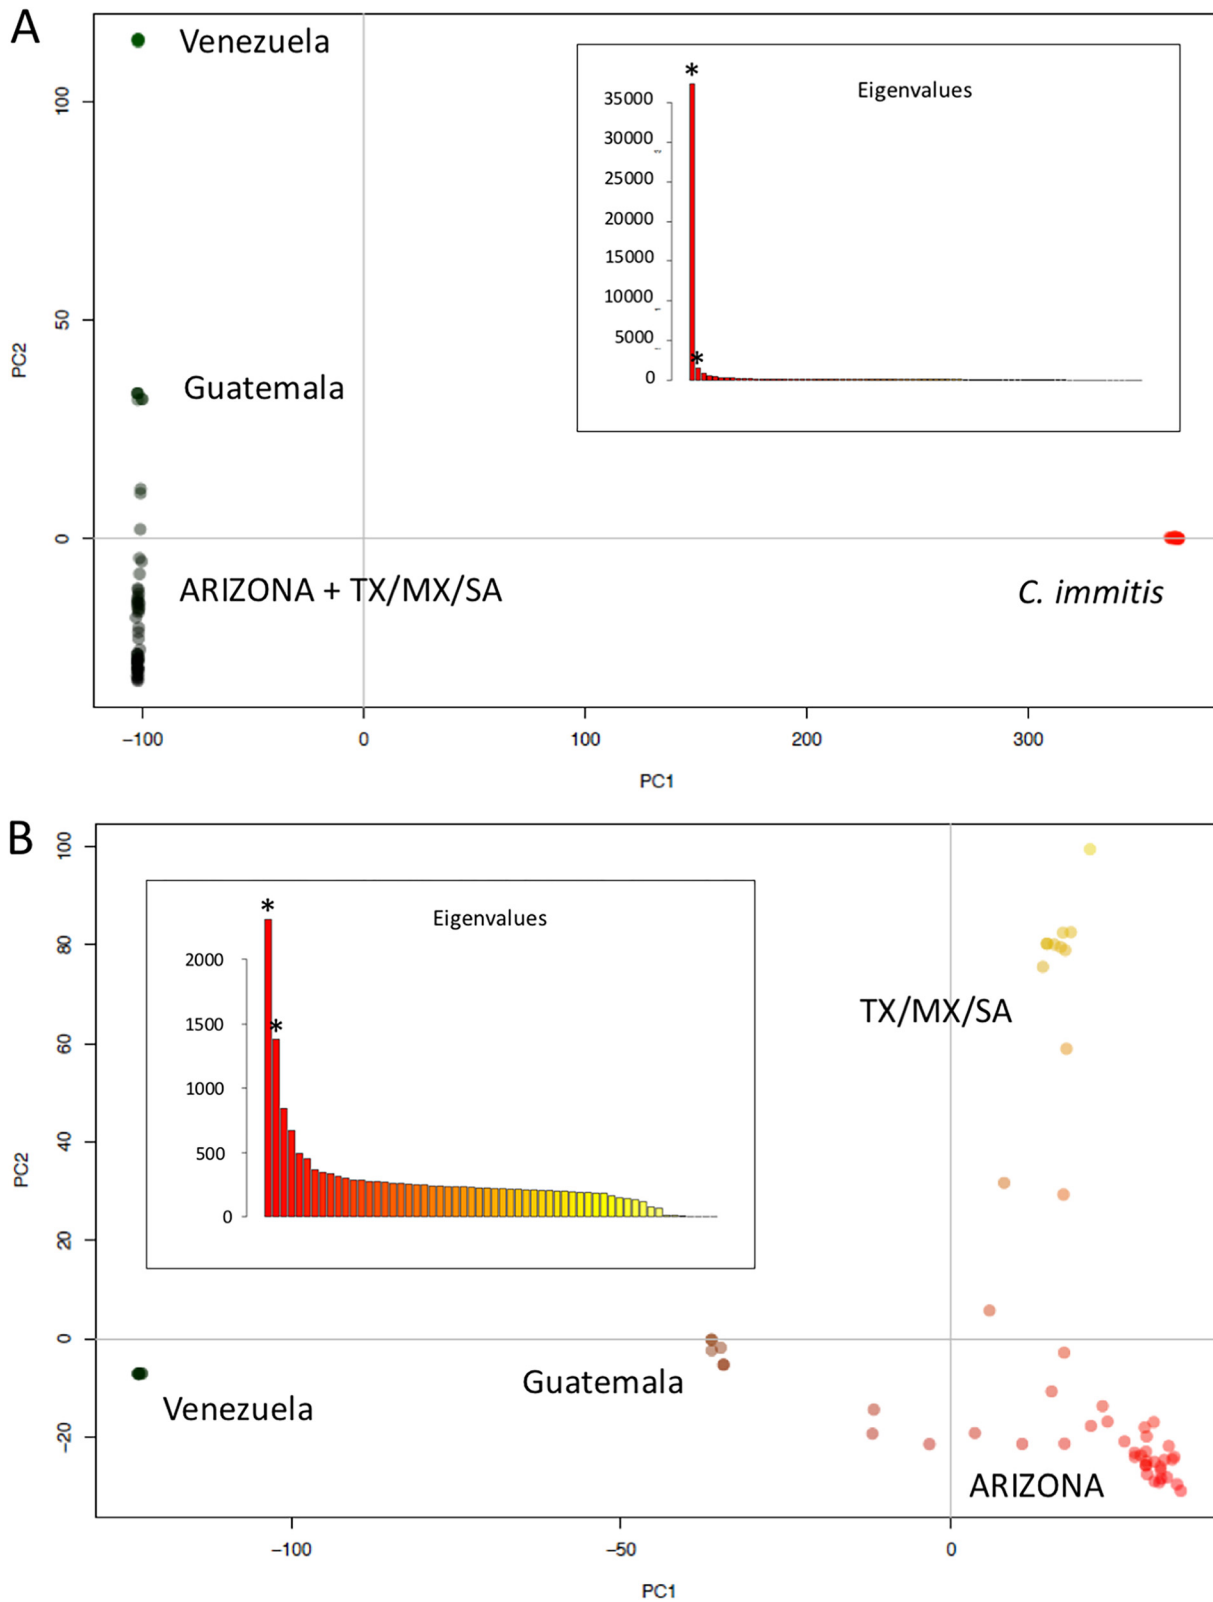 A
Venezuela
Eigenvalues
*
35000
30000
25000
20000
15000
10000
5000
*
0
100
50
0
PC2
Guatemala
ARIZONA + TX/MX/SA
C. immitis
−100
0
100
200
300
PC1
B
Eigenvalues
*
2000
*
1500
1000
500
0
100
80
60
40
20
0
−20
PC2
TX/MX/SA
Guatemala
Venezuela
ARIZONA
−100
−50
0
PC1